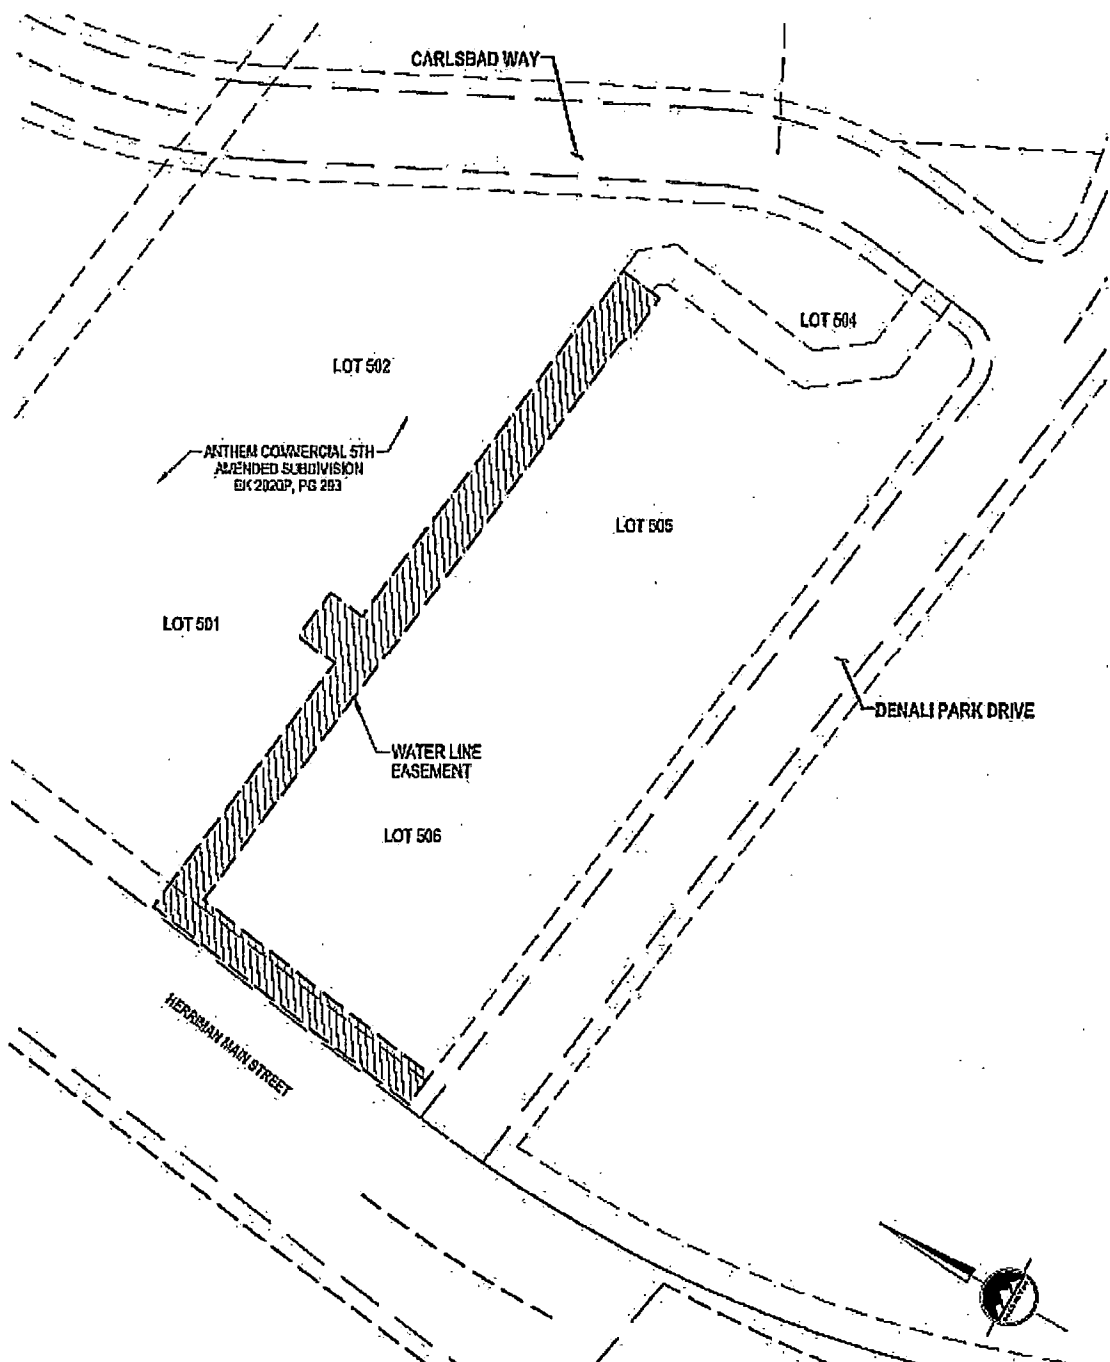 CARLSBAD WAY
LOT 504
LOT 502
ANTHEM COMMERCIAL 5TH
AMENDED SUBDIVISION
BK 2020P, PG 293
LOT 505
LOT 501
DENALI PARK DRIVE
WATER LINE
EASEMENT
LOT 506
HERRIMAN MAIN STREET